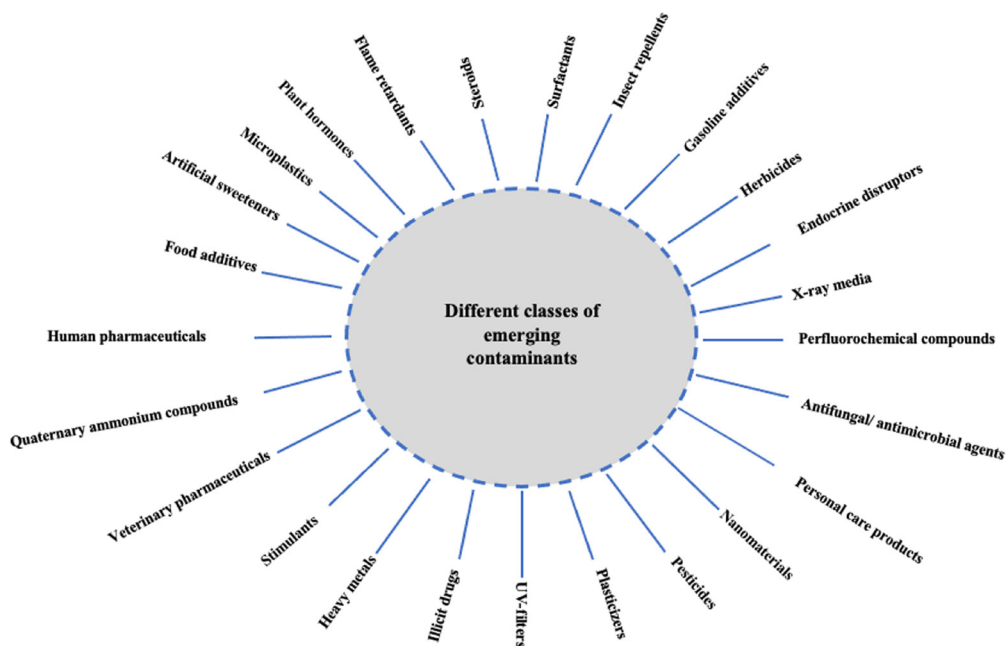 Different classes of
emerging
contaminants
Steroids
Surfactants
Insect repellents
Gasoline additives
Herbicides
Endocrine disruptors
X-ray media
Perfluorochemical compounds
Antifungal/ antimicrobial agents
Personal care products
Nanomaterials
Pesticides
Plasticizers
UV-filters
Illicit drugs
Heavy metals
Stimulants
Veterinary pharmaceuticals
Quaternary ammonium compounds
Human pharmaceuticals
Food additives
Artificial sweeteners
Microplastics
Plant hormones
Flame retardants